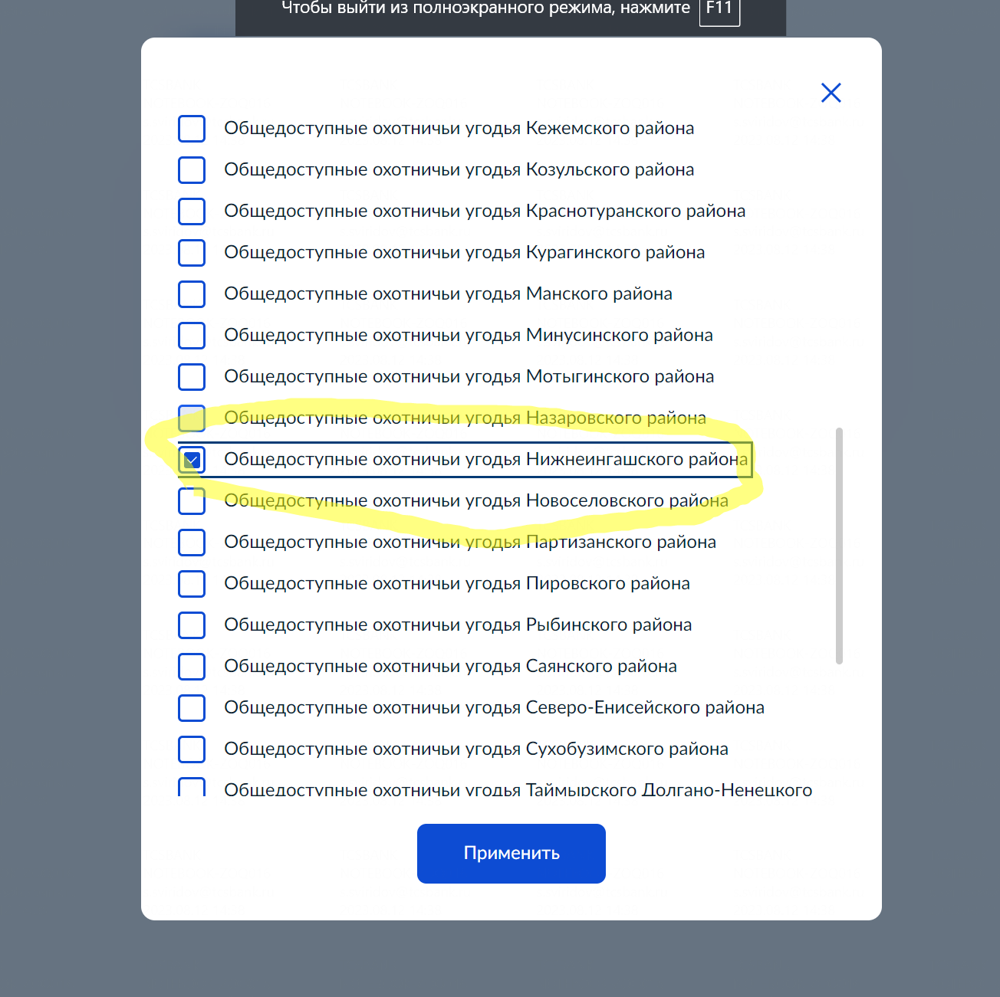 Чтобы выйти из полноэкранного режима, нажмите F11
Общедоступные охотничьи угодья Кежемского района
Общедоступные охотничьи угодья Козульского района
Общедоступные охотничьи угодья Краснотуранского района
Общедоступные охотничьи угодья Курагинского района
Общедоступные охотничьи угодья Манского района
Общедоступные охотничьи угодья Минусинского района
Общедоступные охотничьи угодья Мотыгинского района
Общедоступные охотничьи угодья Назаровского района
Общедоступные охотничьи угодья Нижнеингашского района
Общедоступные охотничьи угодья Новоселовского района
Общедоступные охотничьи угодья Партизанского района
Общедоступные охотничьи угодья Пировского района
Общедоступные охотничьи угодья Рыбинского района
Общедоступные охотничьи угодья Саянского района
Общедоступные охотничьи угодья Северо-Енисейского района
Общедоступные охотничьи угодья Сухобузимского района
Общедоступные охотничьи угодья Таймырского Долгано-Ненецкого
Применить